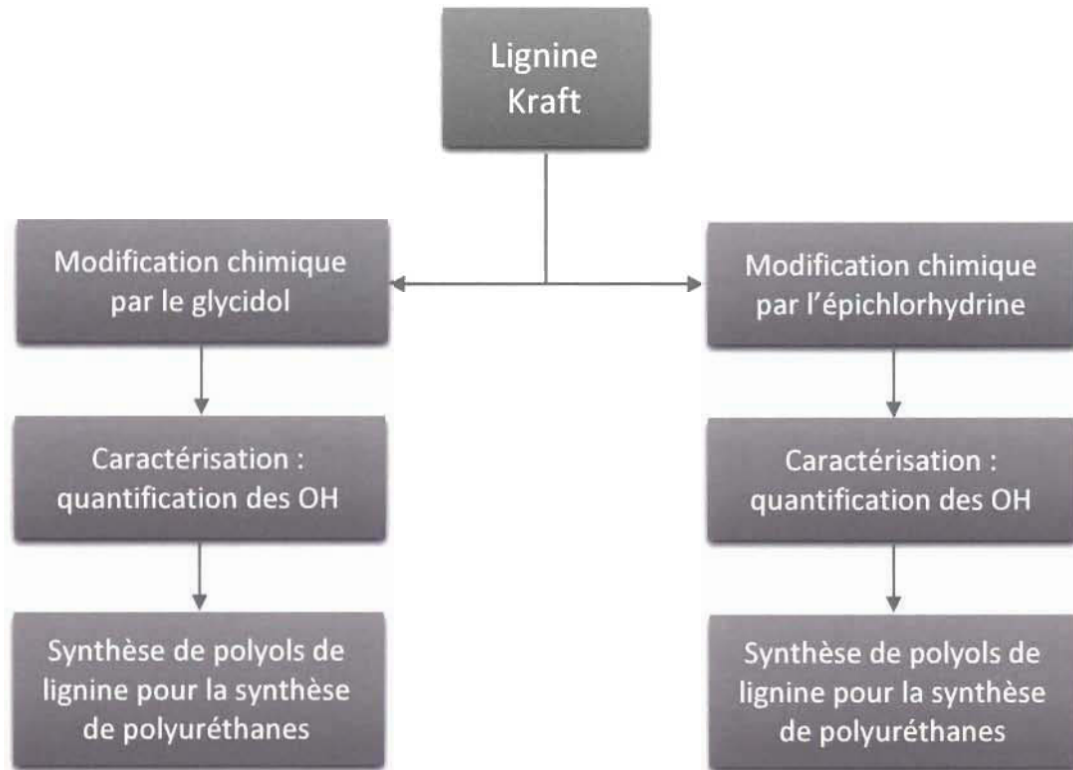 Lignine
Kraft
Modification chimique
par le glycidol
Modification chimique
par l'épichlorhydrine
Caractérisation :
quantification des OH
Caractérisation :
quantification des OH
Synthèse de polyols de
lignine pour la synthèse
de polyuréthanes
Synthèse de polyols de
lignine pour la synthèse
de polyuréthanes